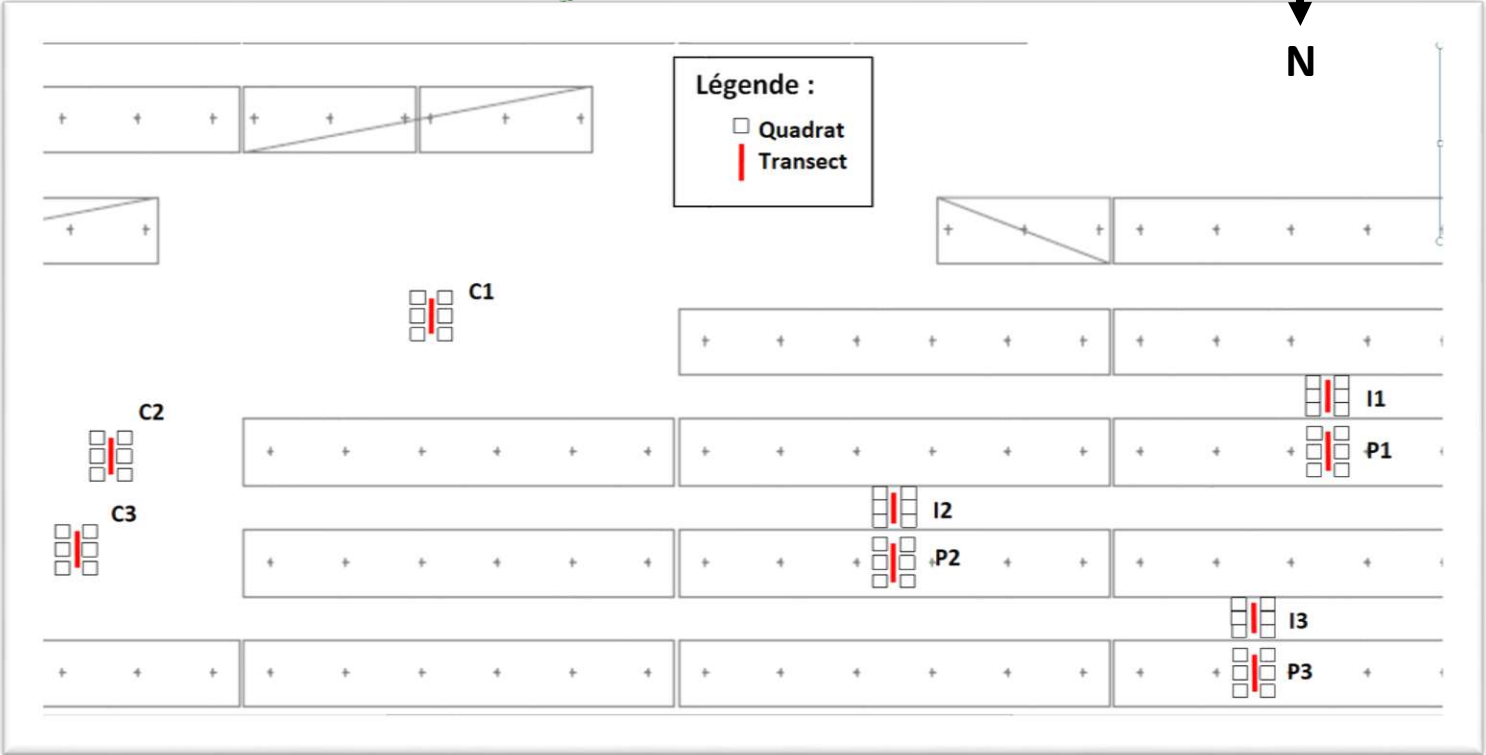 N
Légende :
Quadrat
Transect
C1
I1
C2
P1
I2
C3
P2
I3
P3